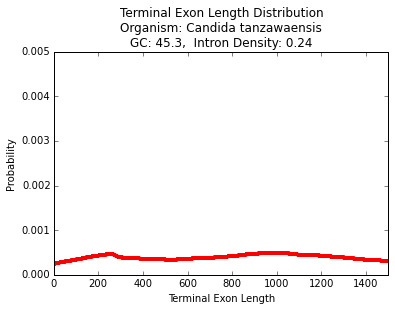 Terminal Exon Length Distribution
Organism: Candida tanzawaensis
GC: 45.3,  Intron Density: 0.24
0.005
0.004
0.003
0.002
0.001
0.000
Probability
0 200 400 600 800 1000 1200 1400
Terminal Exon Length